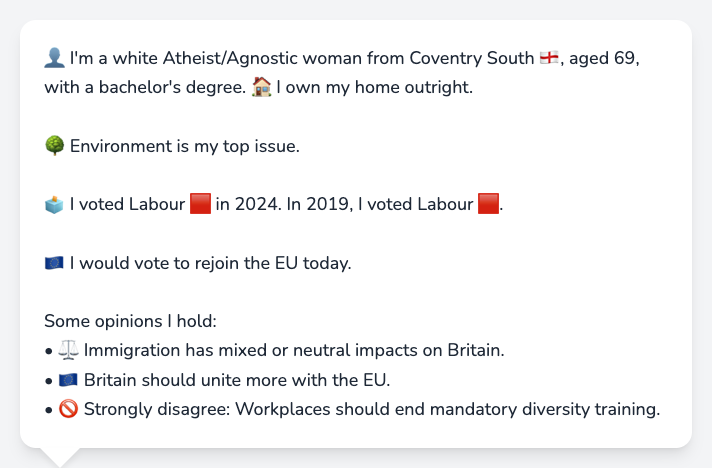 👤 I'm a white Atheist/Agnostic woman from Coventry South 🏴󠁧󠁢󠁥󠁮󠁧󠁿, aged 69,
with a bachelor's degree. 🏠 I own my home outright.
🌳 Environment is my top issue.
🗳️ I voted Labour 🟥 in 2024. In 2019, I voted Labour 🟥.
🇪🇺 I would vote to rejoin the EU today.
Some opinions I hold:
• ⚖️ Immigration has mixed or neutral impacts on Britain.
• 🇪🇺 Britain should unite more with the EU.
• 🚫 Strongly disagree: Workplaces should end mandatory diversity training.